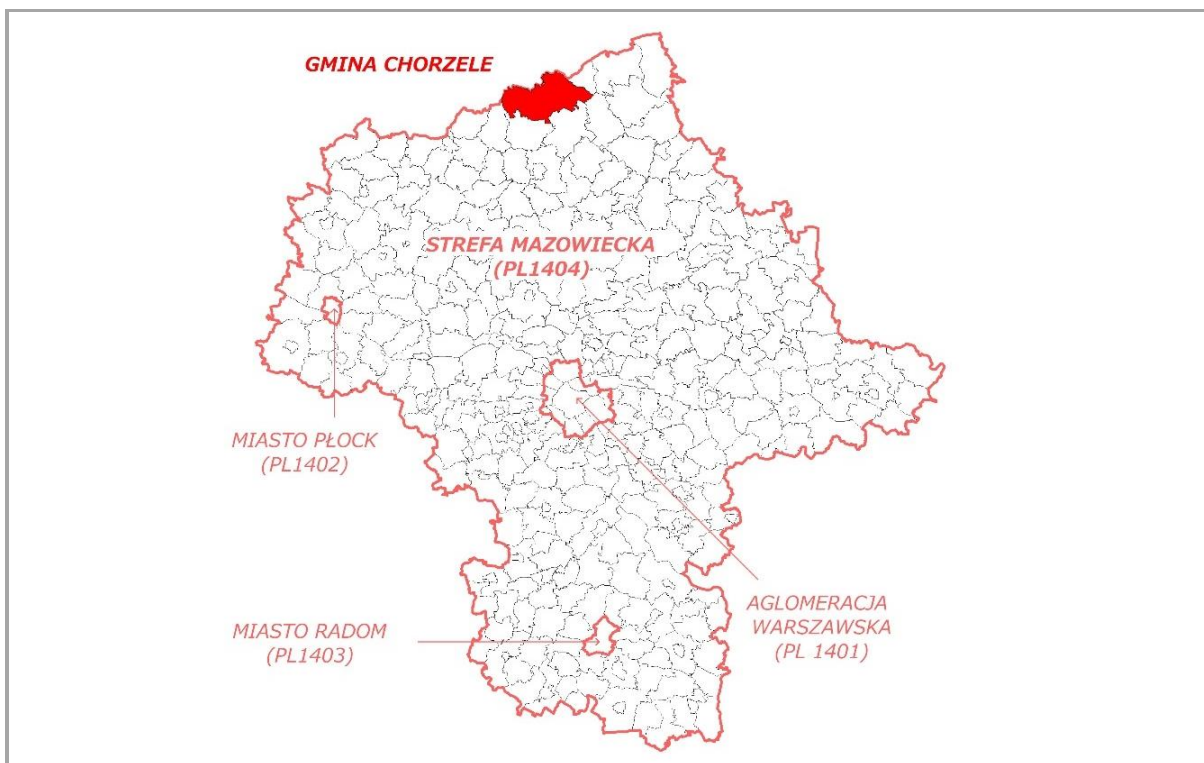 GMINA CHORZELE
STREFA MAZOWIECKA
(PL1404)
MIASTO PŁOCK
(PL1402)
MIASTO RADOM
(PL1403)
AGLOMERACJA
WARSZAWSKA
(PL 1401)